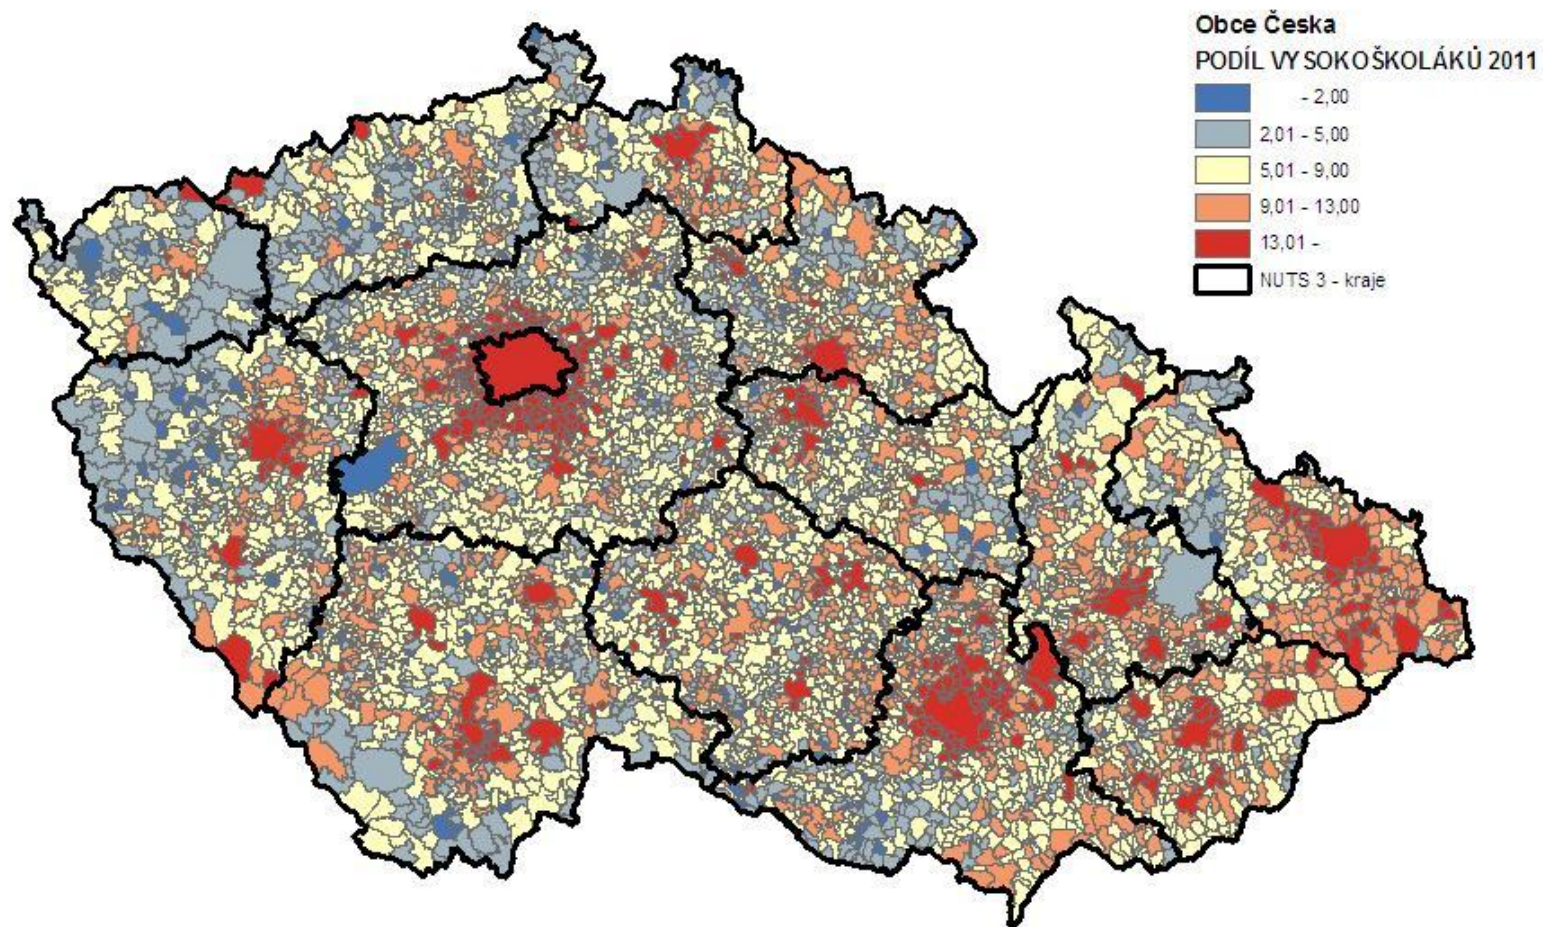 Obce Česka
PODÍL VYSOKOŠKOLÁKŮ 2011
- 2,00
2,01 - 5,00
5,01 - 9,00
9,01 - 13,00
13,01 -
NUTS 3 - kraje